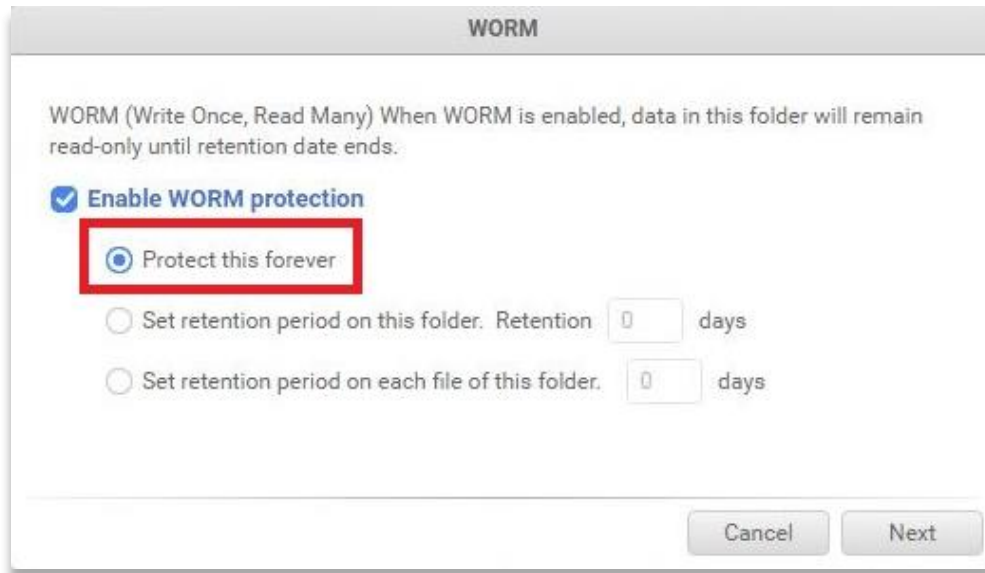 WORM
WORM (Write Once, Read Many) When WORM is enabled, data in this folder will remain
read-only until retention date ends.
Enable WORM protection
Protect this forever
Set retention period on this folder. Retention 0 days
Set retention period on each file of this folder. 0 days
Cancel Next